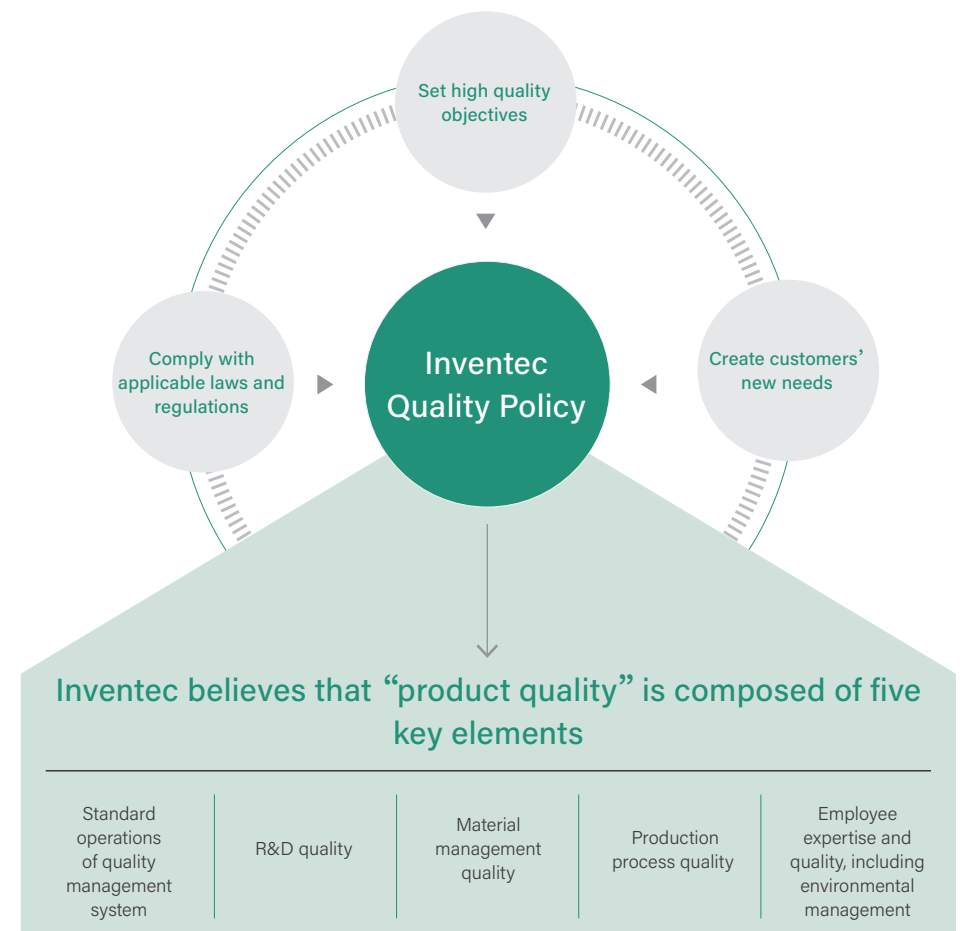 Set high quality
objectives
Comply with
applicable laws and
regulations
Inventec
Quality Policy
Create customers’
new needs
Inventec believes that “product quality” is composed of five
key elements
Standard
operations
of quality
management
system
R&D quality
Material
management
quality
Production
process quality
Employee
expertise and
quality, including
environmental
management